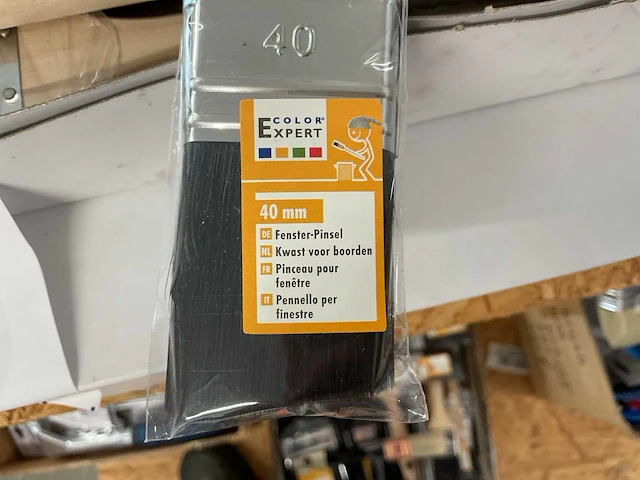 40
COLOR®
EXPERT
40 mm
DE Fenster-Pinsel
NL Kwast voor boorden
FR Pinceau pour
fenêtre
IT Pennello per
finestre